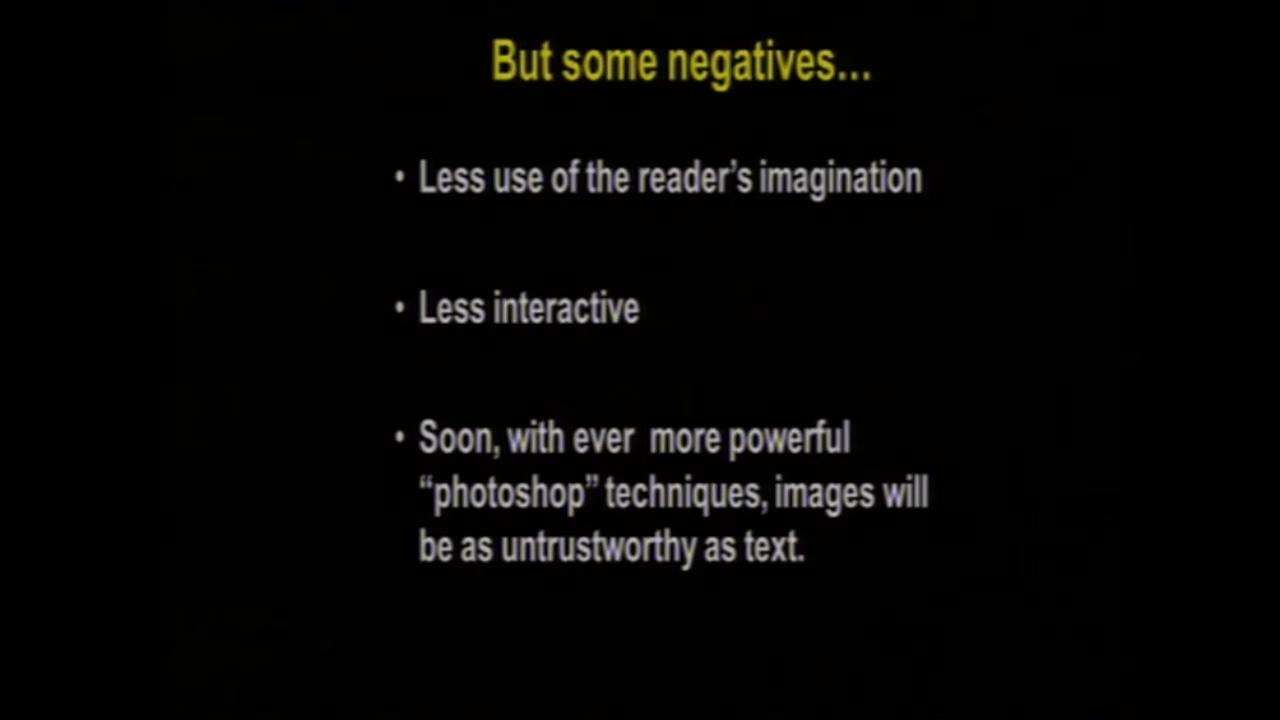 But some negatives...
• Less use of the reader's imagination
• Less interactive
• Soon, with ever more powerful
“photoshop” techniques, images will
be as untrustworthy as text.